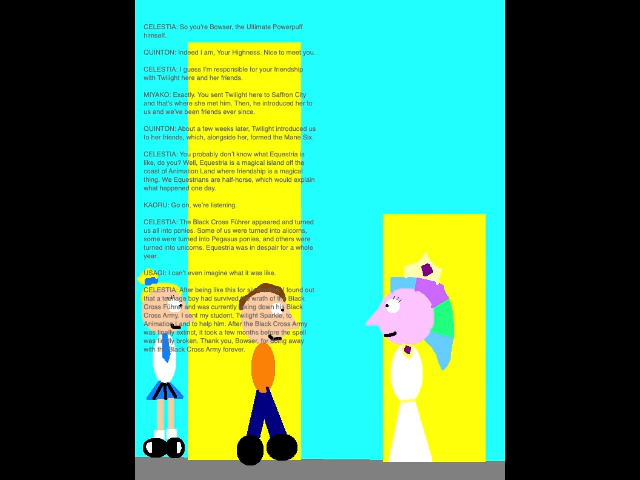 CELESTIA: So you're Bowser, the Ultimate Powerpuff
himself.
QUINTON: Indeed I am, Your Highness. Nice to meet you.
CELESTIA: I guess I'm responsible for your friendship
with Twilight here and her friends.
MIYAKO: Exactly. You sent Twilight here to Saffron City
and that's where she met him. Then, he introduced her to
us and we've been friends ever since.
QUINTON: About a few weeks later, Twilight introduced us
to her friends, which, alongside her, formed the Mane Six.
CELESTIA: You probably don't know what Equestria is
like, do you? Well, Equestria is a magical island off the
coast of Animation Land where friendship is a magical
thing. We Equestrians are half-horse, which would explain
what happened one day.
KAORU: Go on, we're listening.
CELESTIA: The Black Cross Führer appeared and turned
us all into ponies. Some of us were turned into alicorns,
some were turned into Pegasus ponies, and others were
turned into unicorns. Equestria was in despair for a whole
year.
USAGI: I can't even imagine what it was like.
CELESTIA: After being like this for a found out
that a teenage boy had survived the wrath of the Black
Cross Führer and was currently taking down his Black
Cross Army. I sent my student, Twilight Sparkle, to
Animation Land to help him. After the Black Cross Army
was finally extinct, it took a few months before the spell
was finally broken. Thank you, Bowser, for doing away
with the Black Cross Army forever.